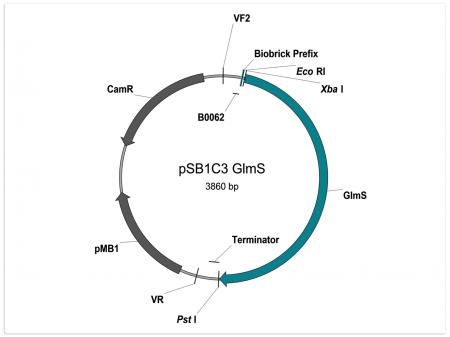 VF2
Biobrick Prefix
Eco RI
Xba I
CamR
B0062
pSB1C3 GlmS
3860 bp
GlmS
Terminator
pMB1
VR
Pst I